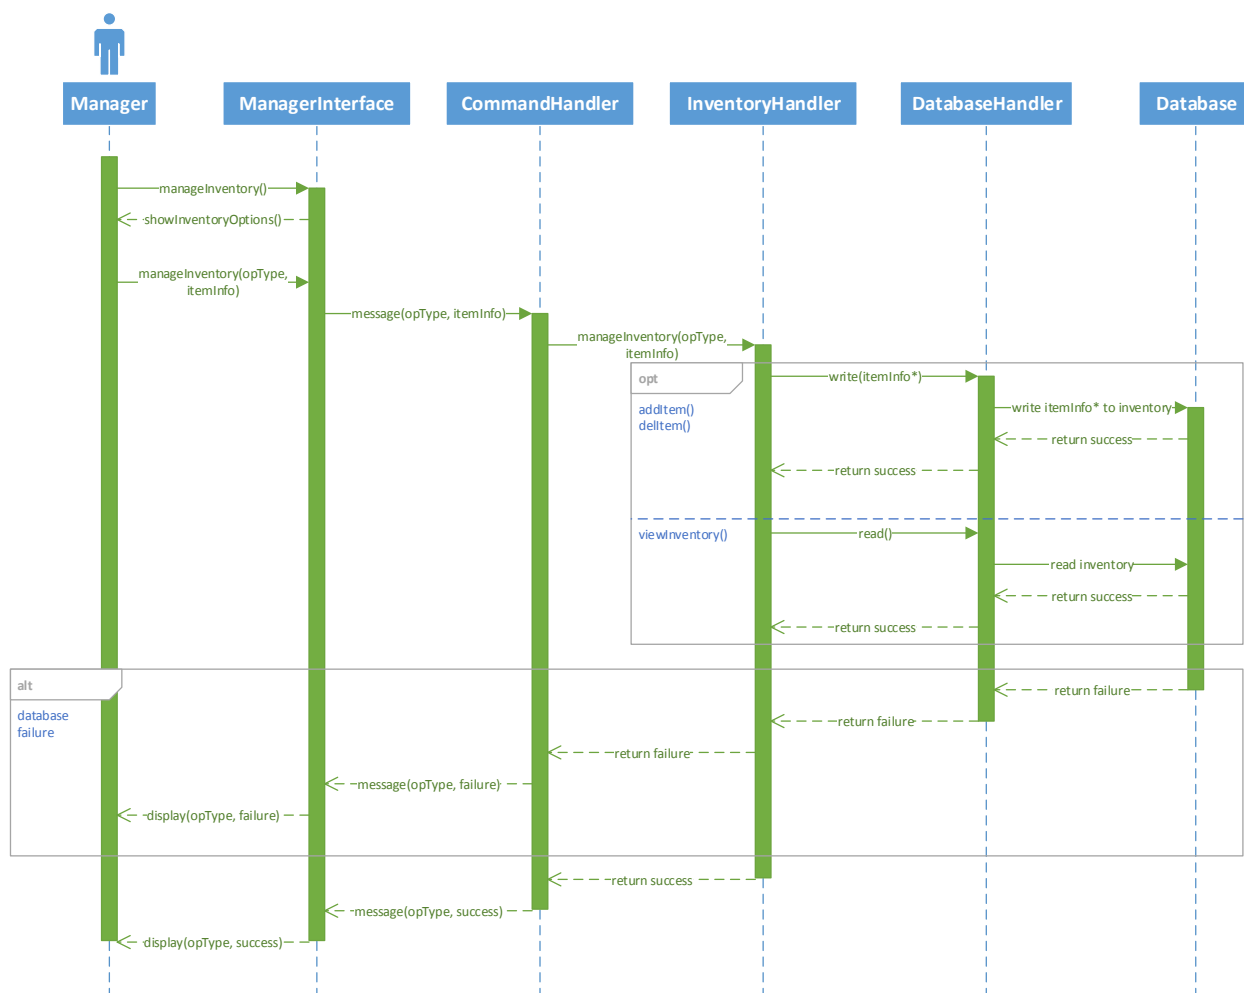 Manager
ManagerInterface
CommandHandler
InventoryHandler
DatabaseHandler
Database
manageInventory()
showInventoryOptions()
manageInventory(opType,
itemInfo)
message(opType, itemInfo)
manageInventory(opType,
itemInfo)
opt
write(itemInfo*)
addItem()
delItem()
write itemInfo* to inventory
return success
return success
viewInventory()
read()
read inventory
return success
return success
alt
return failure
database
failure
return failure
return failure
message(opType, failure)
display(opType, failure)
return success
message(opType, success)
display(opType, success)